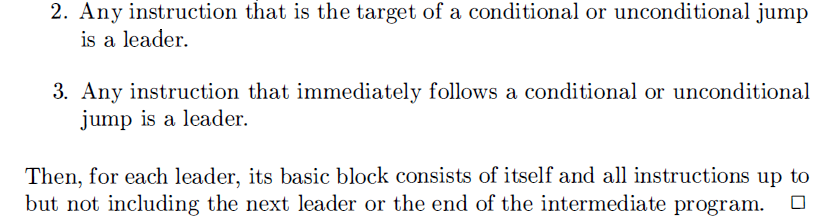 2. Any instruction that is the target of a conditional or unconditional jump
is a leader.
3. Any instruction that immediately follows a conditional or unconditional
jump is a leader.
Then, for each leader, its basic block consists of itself and all instructions up to
but not including the next leader or the end of the intermediate program. □